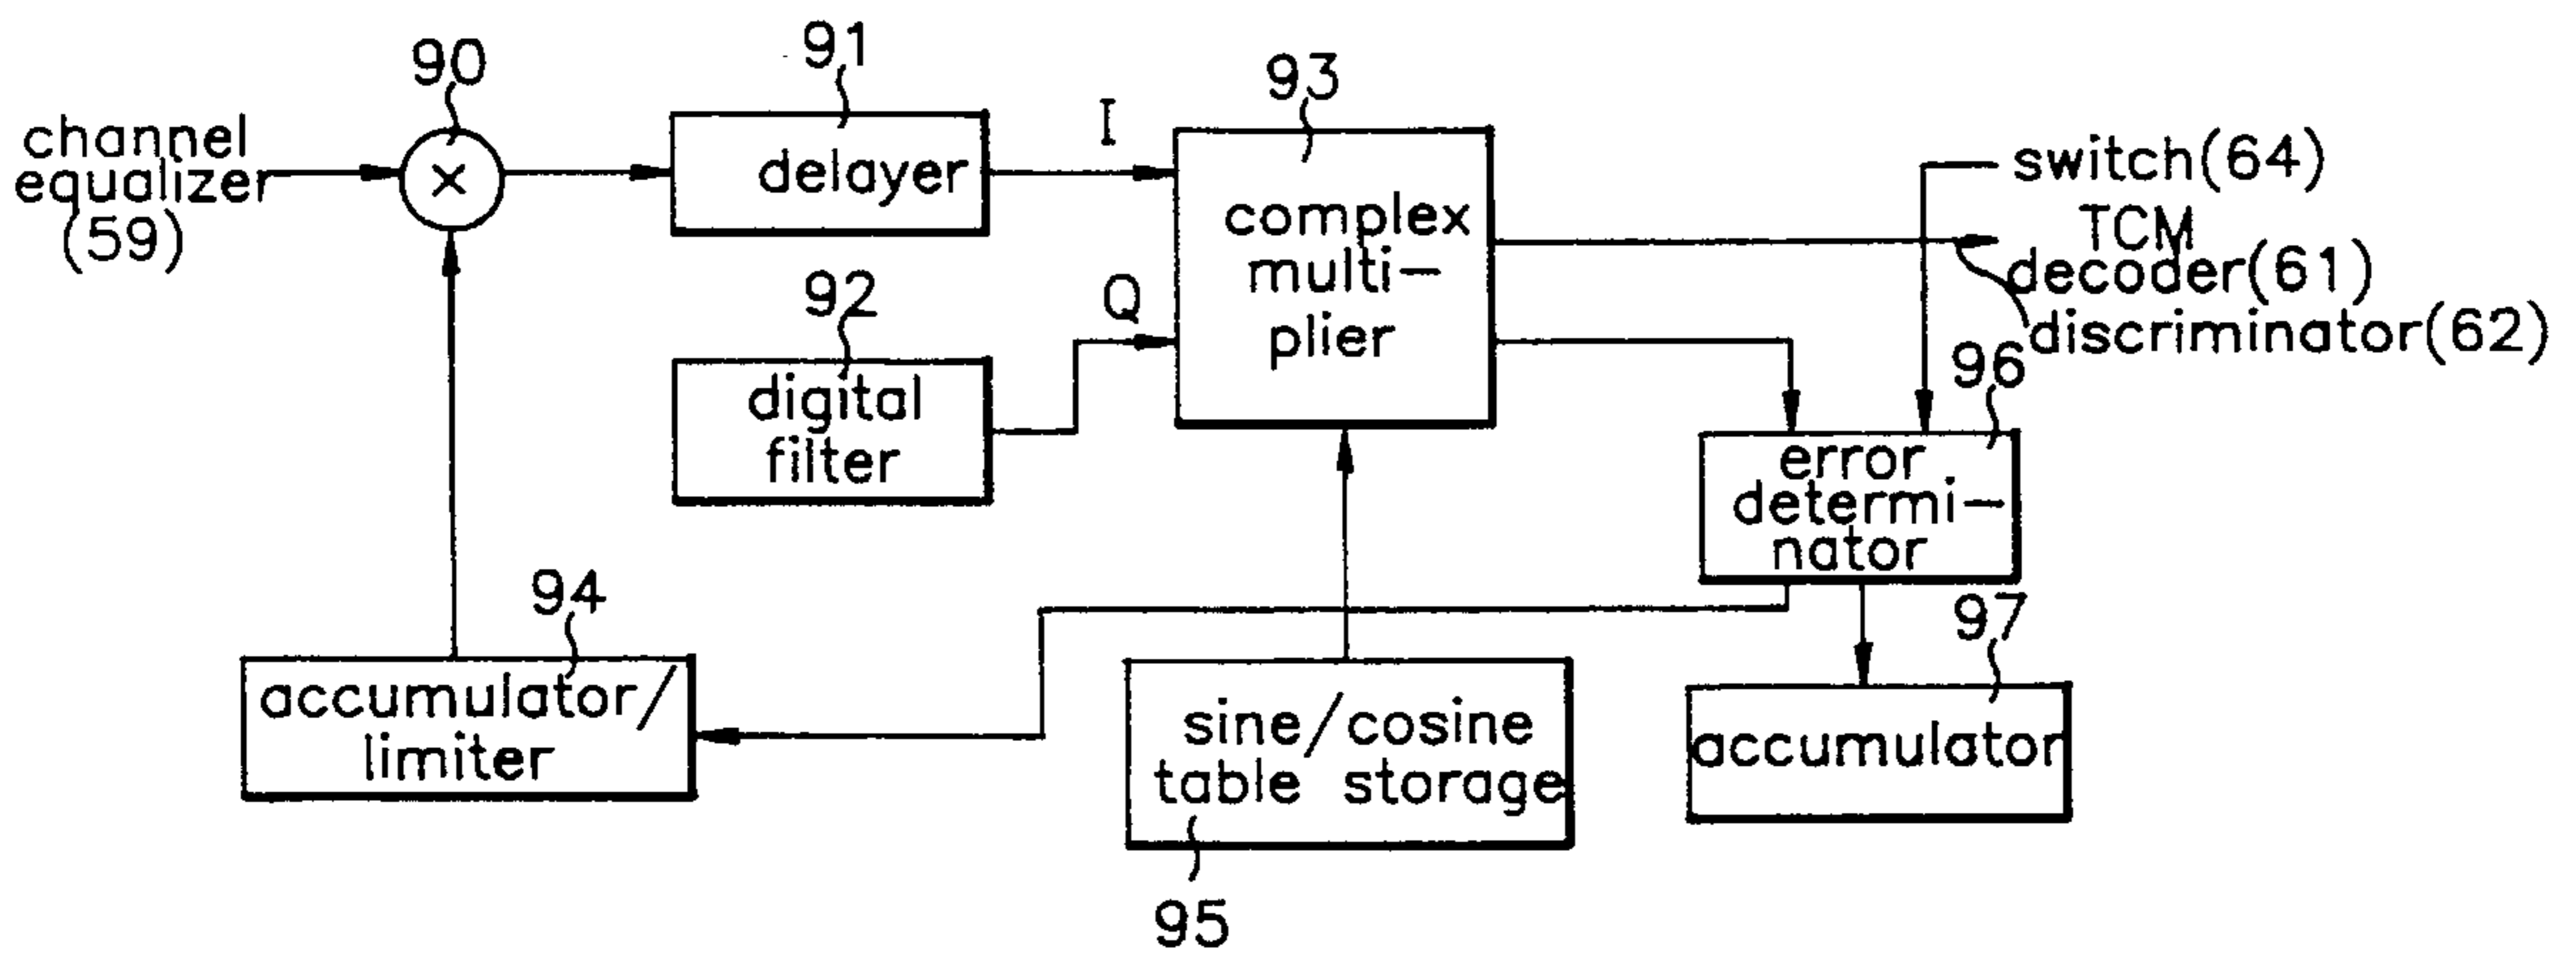 90
91
93
channel
equalizer
(59)
×
delayer
I
complex
multi-
plier
switch(64)
TCM
decoder(61)
discriminator(62)
92
Q
digital
filter
96
error
determi-
nator
94
accumulator/
limiter
sine/cosine
table storage
95
97
accumulator